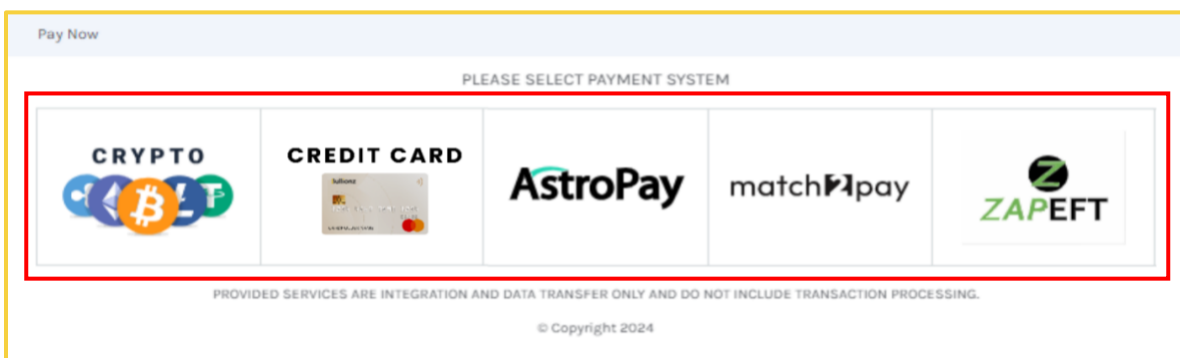 Pay Now
PLEASE SELECT PAYMENT SYSTEM
CRYPTO
CREDIT CARD
AstroPay
match2pay
ZAPEFT
PROVIDED SERVICES ARE INTEGRATION AND DATA TRANSFER ONLY AND DO NOT INCLUDE TRANSACTION PROCESSING.
© Copyright 2024